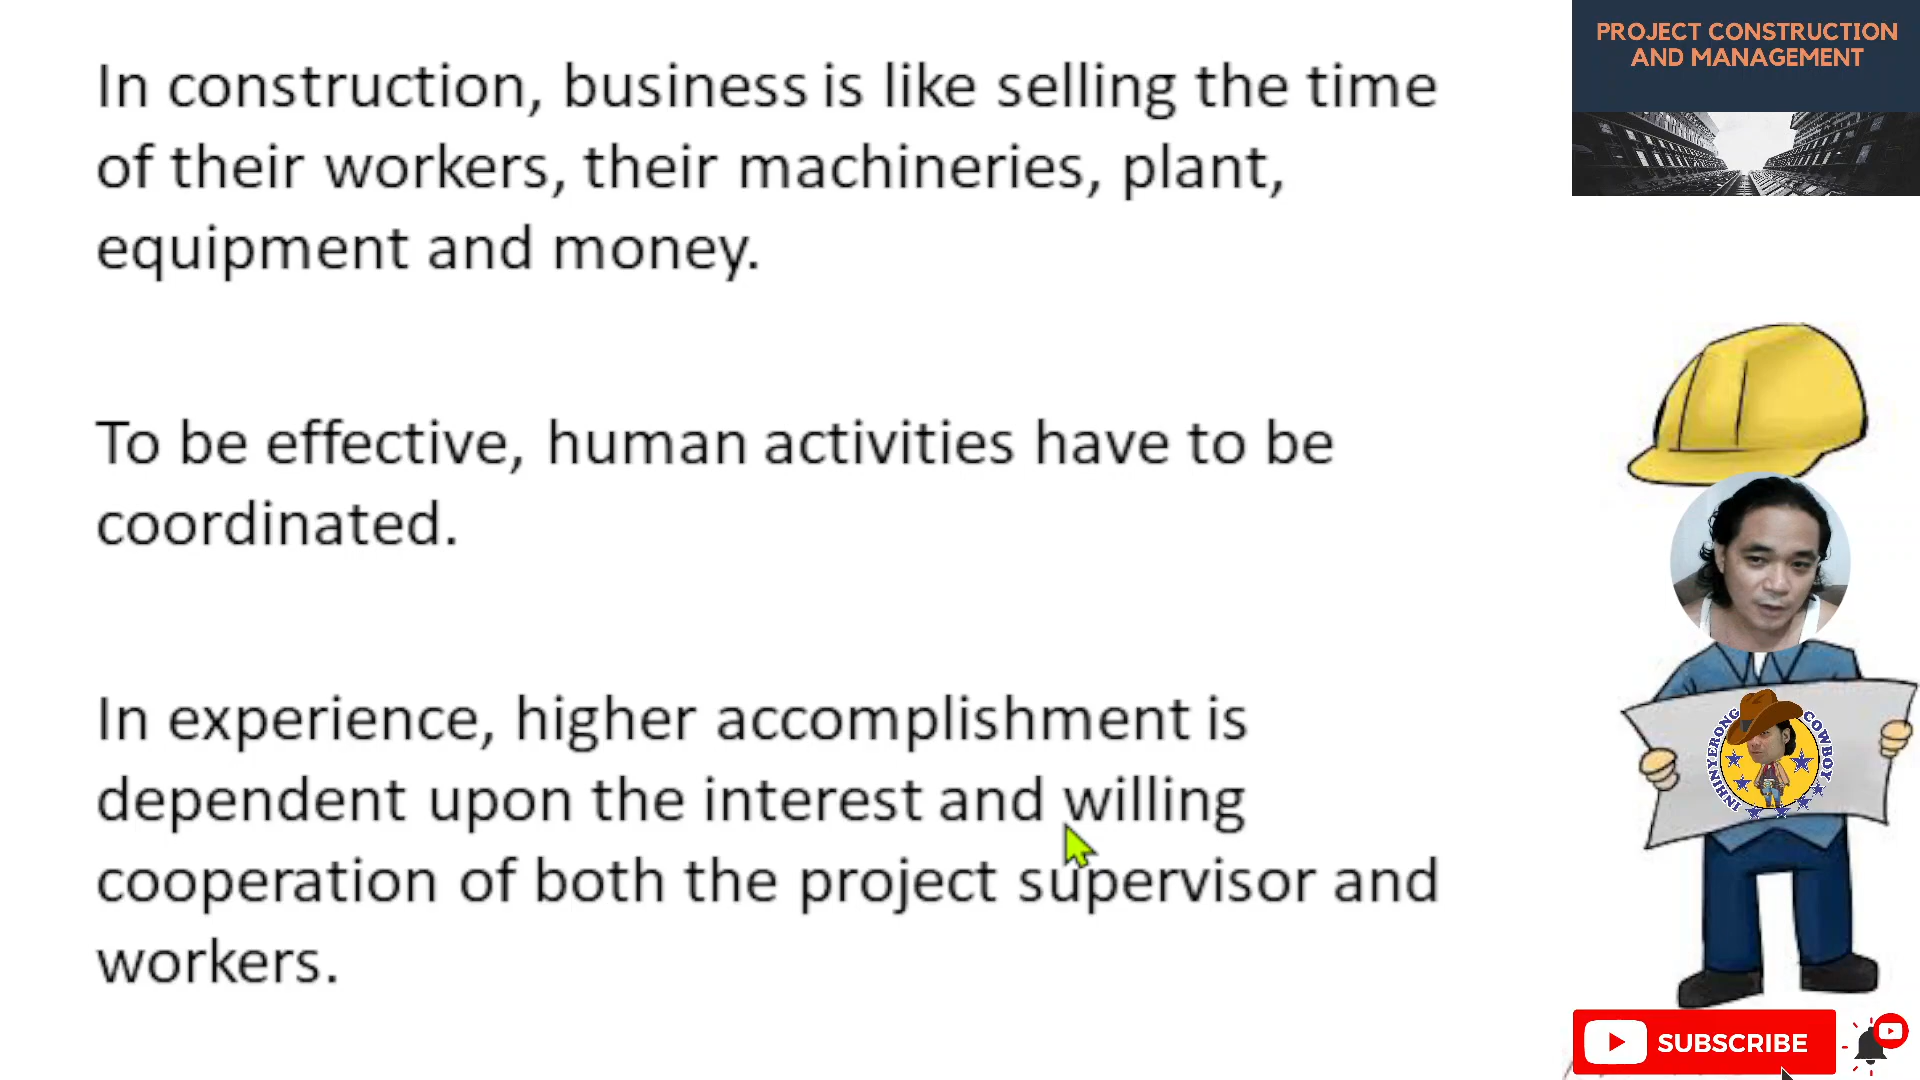 In construction, business is like selling the time
of their workers, their machineries, plant,
equipment and money.
To be effective, human activities have to be
coordinated.
In experience, higher accomplishment is
dependent upon the interest and willing
cooperation of both the project supervisor and
workers.
PROJECT CONSTRUCTION
AND MANAGEMENT
INHINYERONG COWBOY
SUBSCRIBE